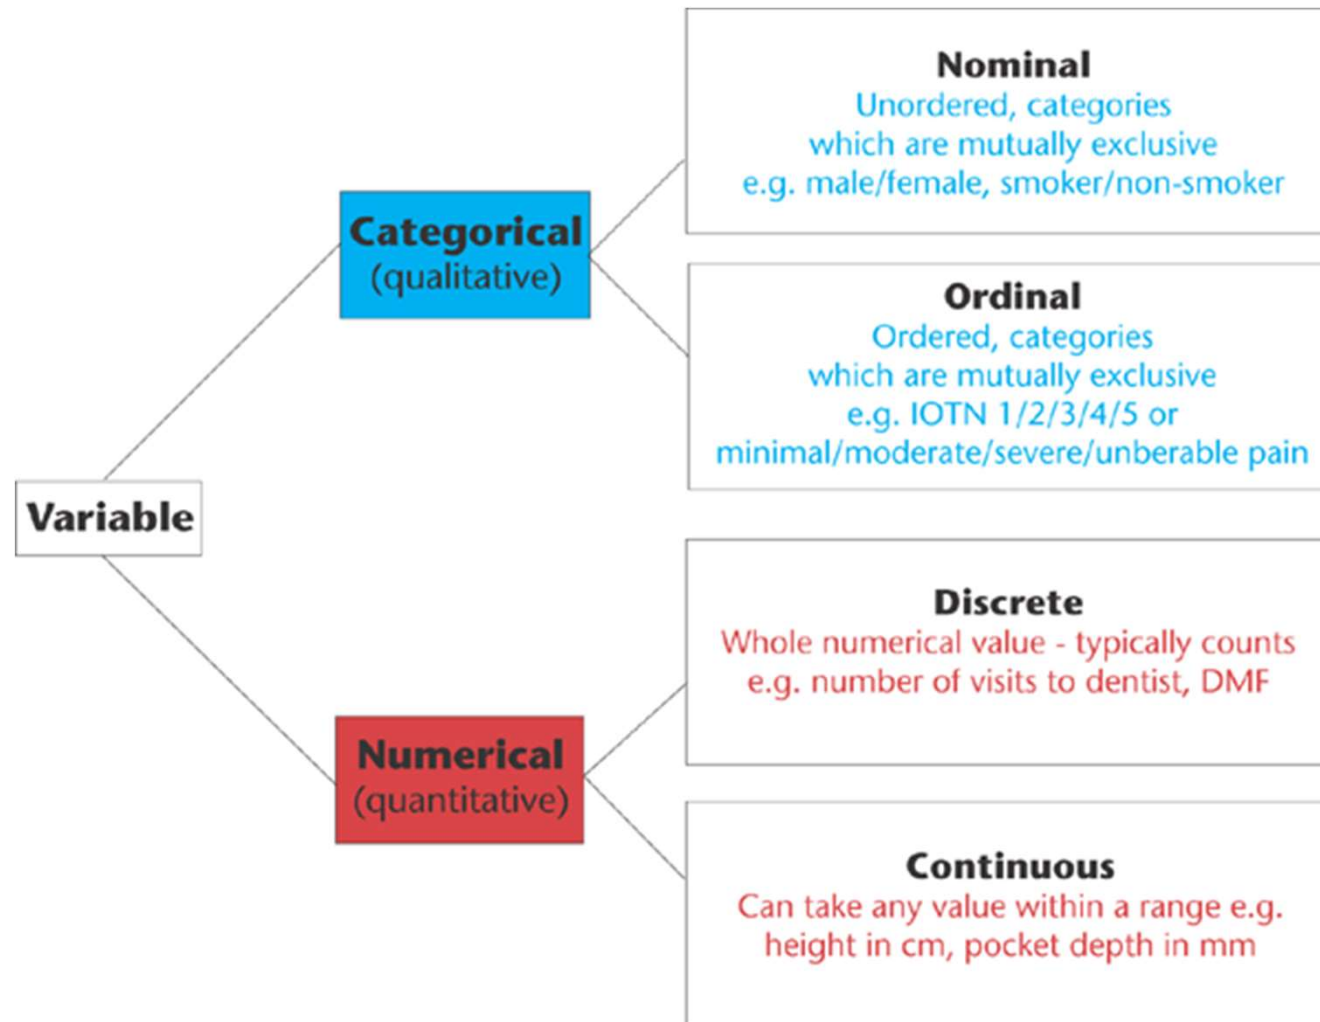 Variable
Categorical
(qualitative)
Nominal
Unordered, categories
which are mutually exclusive
e.g. male/female, smoker/non-smoker
Ordinal
Ordered, categories
which are mutually exclusive
e.g. IOTN 1/2/3/4/5 or
minimal/moderate/severe/unberable pain
Numerical
(quantitative)
Discrete
Whole numerical value - typically counts
e.g. number of visits to dentist, DMF
Continuous
Can take any value within a range e.g.
height in cm, pocket depth in mm